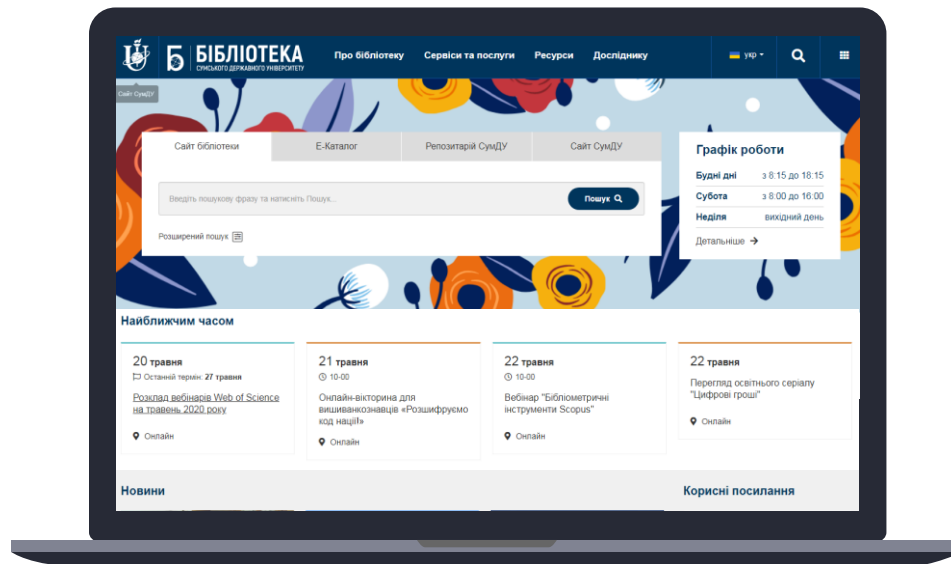 БІБЛІОТЕКА
СУМСЬКОГО ДЕРЖАВНОГО УНІВЕРСИТЕТУ
Про бібліотеку Сервіси та послуги Ресурси Досліднику укр
Сайт СумДУ
Сайт бібліотеки Е-Каталог Репозитарій СумДУ Сайт СумДУ
Введіть пошукову фразу та натисніть Пошук... Пошук
Розширений пошук
Графік роботи
Будні дні з 8:15 до 18:15
Субота з 8:00 до 16:00
Неділя вихідний день
Детальніше →
Найближчим часом
20 травня
Останній термін: 27 травня
Розклад вебінарів Web of Science
на травень 2020 року
Онлайн
21 травня
10-00
Онлайн-вікторина для
вишиванкознавців «Розшифруємо
код нації!»
Онлайн
22 травня
10-00
Вебінар "Бібліометричні
інструменти Scopus"
Онлайн
22 травня
Перегляд освітнього серіалу
"Цифрові гроші"
Онлайн
Новини
Корисні посилання